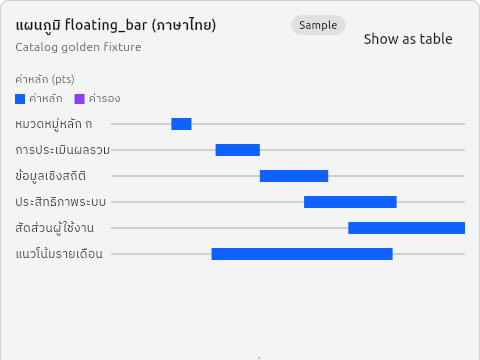 แผนภูมิ floating_bar (ภาษาไทย)
Sample
Show as table
Catalog golden fixture
ค่าหลัก (pts)
ค่าหลัก
ค่ารอง
หมวดหมู่หลัก ก
การประเมินผลรวม
ข้อมูลเชิงสถิติ
ประสิทธิภาพระบบ
สัดส่วนผู้ใช้งาน
แนวโน้มรายเดือน